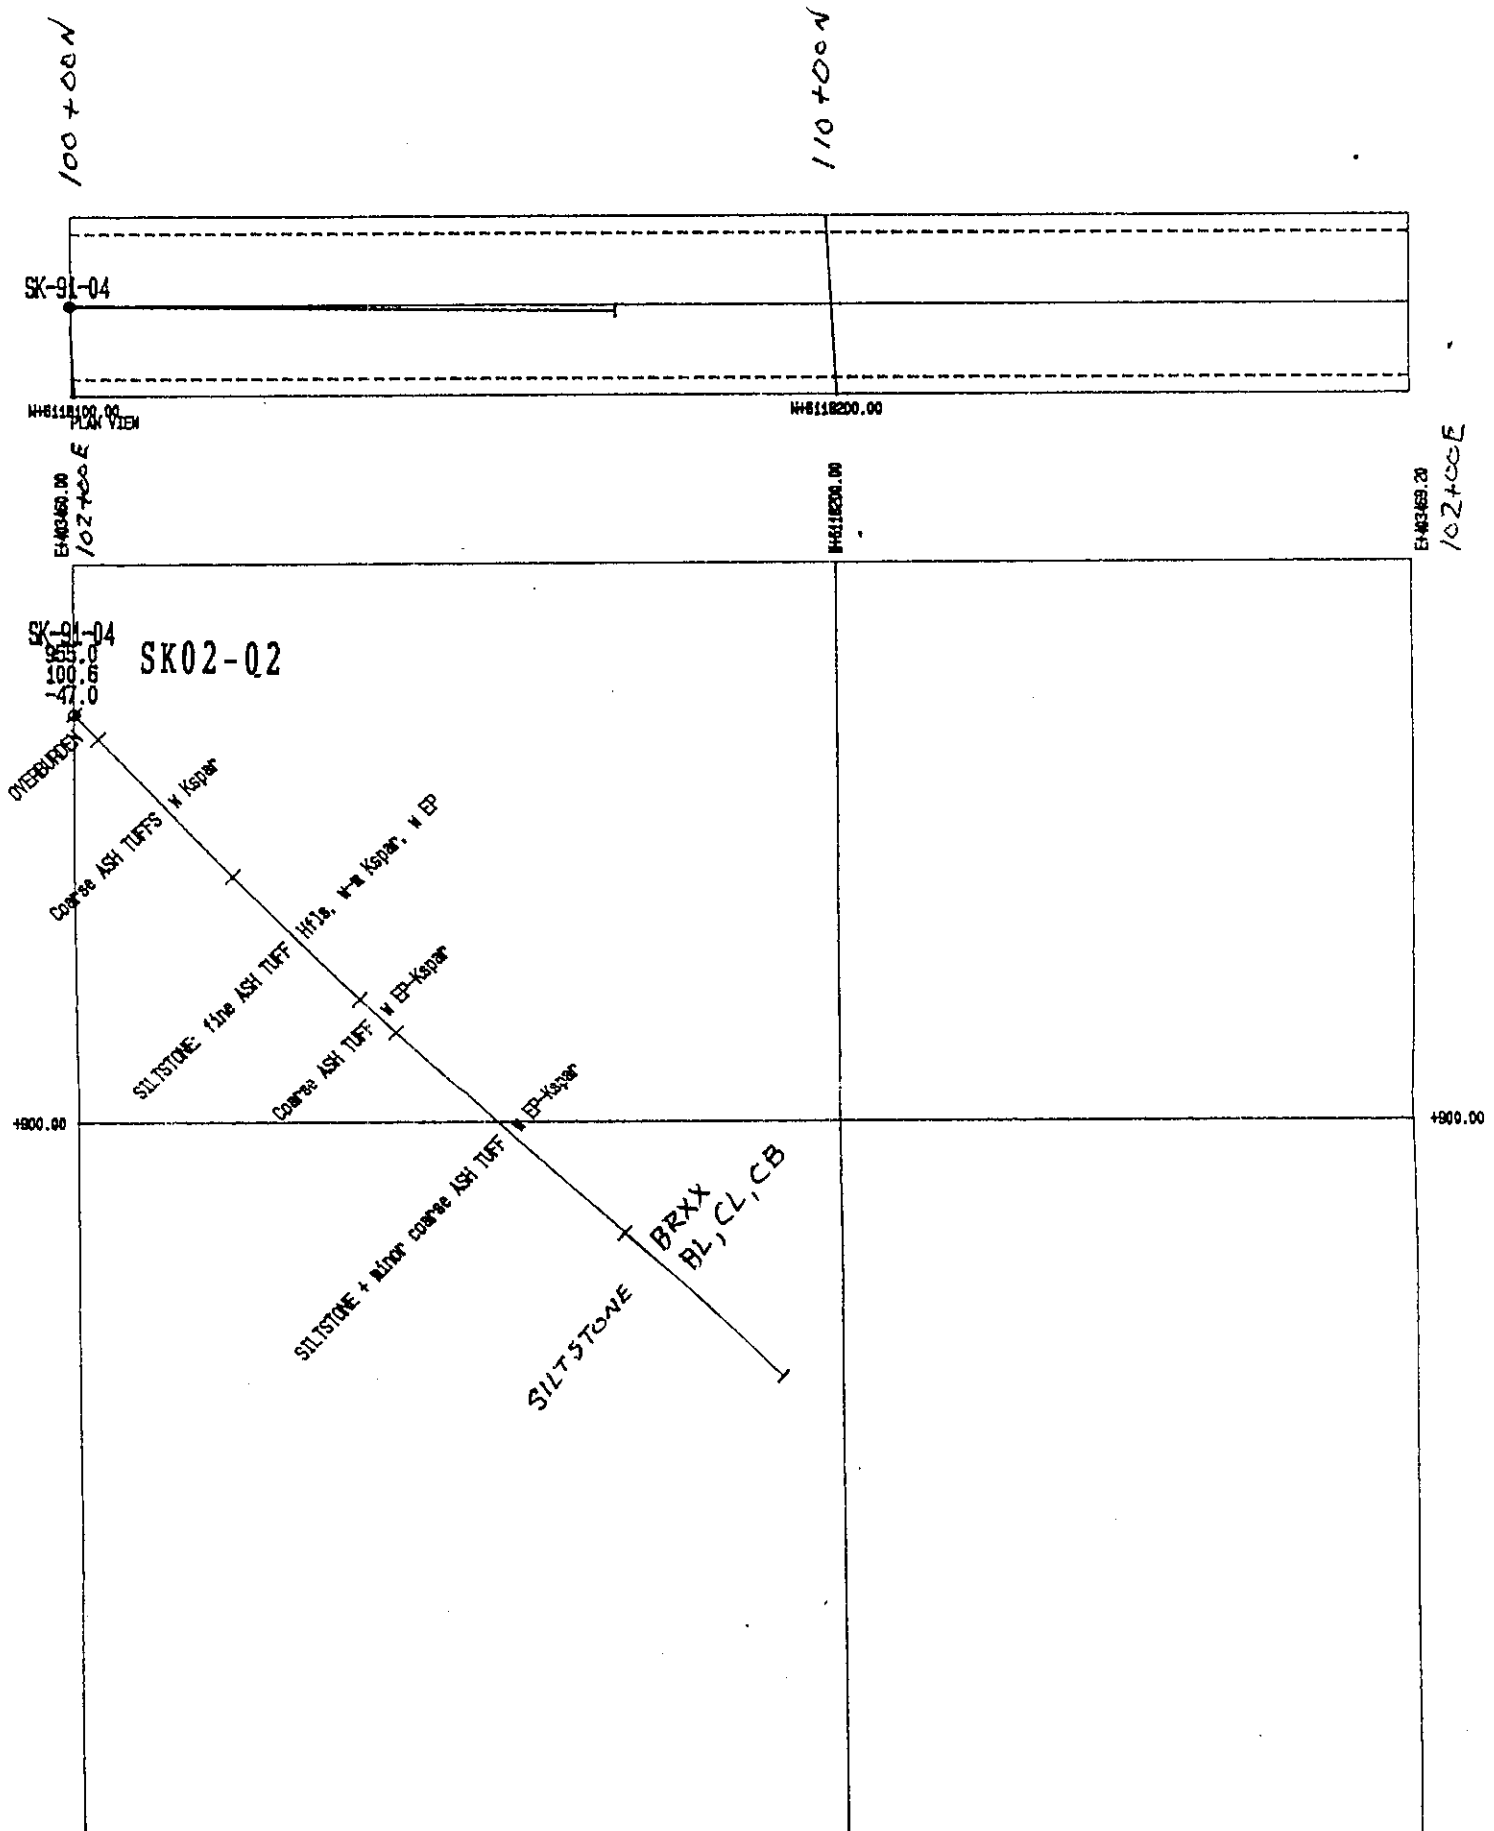 100+00N
110+00N
SK-91-04
N+6118100.00
PLAN VIEW
N+6118200.00
E+403460.00
102+00E
N+6118200.00
E+403469.20
102+00E
SK-91-04
955.0
100.6
-47.0
SK02-02
OVERBURDEN
Coarse ASH TUFFS W Kspar
SILTSTONE: fine ASH TUFF Hfls, W-m Kspar, W EP
Coarse ASH TUFF W EP-Kspar
+900.00
+900.00
SILTSTONE + minor coarse ASH TUFF W EP-Kspar
SILTSTONE BRXX
BL, CL, CB